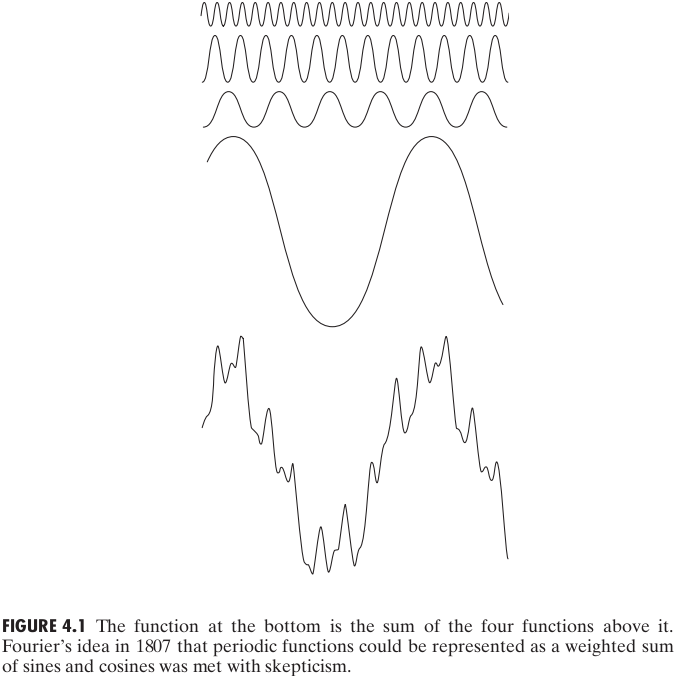 FIGURE 4.1 The function at the bottom is the sum of the four functions above it.
Fourier's idea in 1807 that periodic functions could be represented as a weighted sum
of sines and cosines was met with skepticism.